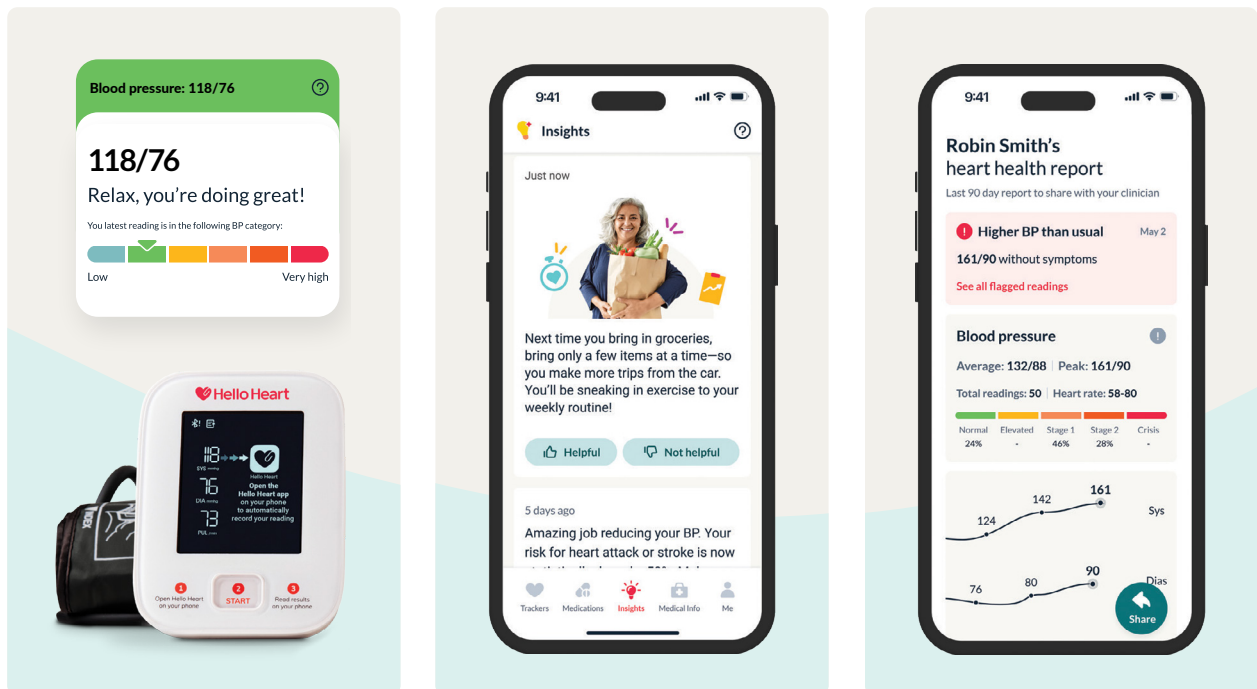 Blood pressure: 118/76
118/76
Relax, you’re doing great!
You latest reading is in the following BP category:
Low
Very high
Hello Heart
118
SYS mmHg
76
DIA mmHg
73
PUL /min
Hello Heart
Open the
Hello Heart app
on your phone
to automatically
record your reading
INDEX
1
Open Hello Heart
on your phone
2
START
3
Read results
on your phone
9:41
Insights
Just now
Next time you bring in groceries,
bring only a few items at a time—so
you make more trips from the car.
You’ll be sneaking in exercise to your
weekly routine!
Helpful
Not helpful
5 days ago
Amazing job reducing your BP. Your
risk for heart attack or stroke is now
Trackers
Medications
Insights
Medical Info
Me
9:41
Robin Smith’s
heart health report
Last 90 day report to share with your clinician
Higher BP than usual
May 2
161/90 without symptoms
See all flagged readings
Blood pressure
Average: 132/88 | Peak: 161/90
Total readings: 50 | Heart rate: 58-80
Normal Elevated Stage 1 Stage 2 Crisis
24% - 46% 28% -
124
142
161
Sys
76
80
90
Dias
Share